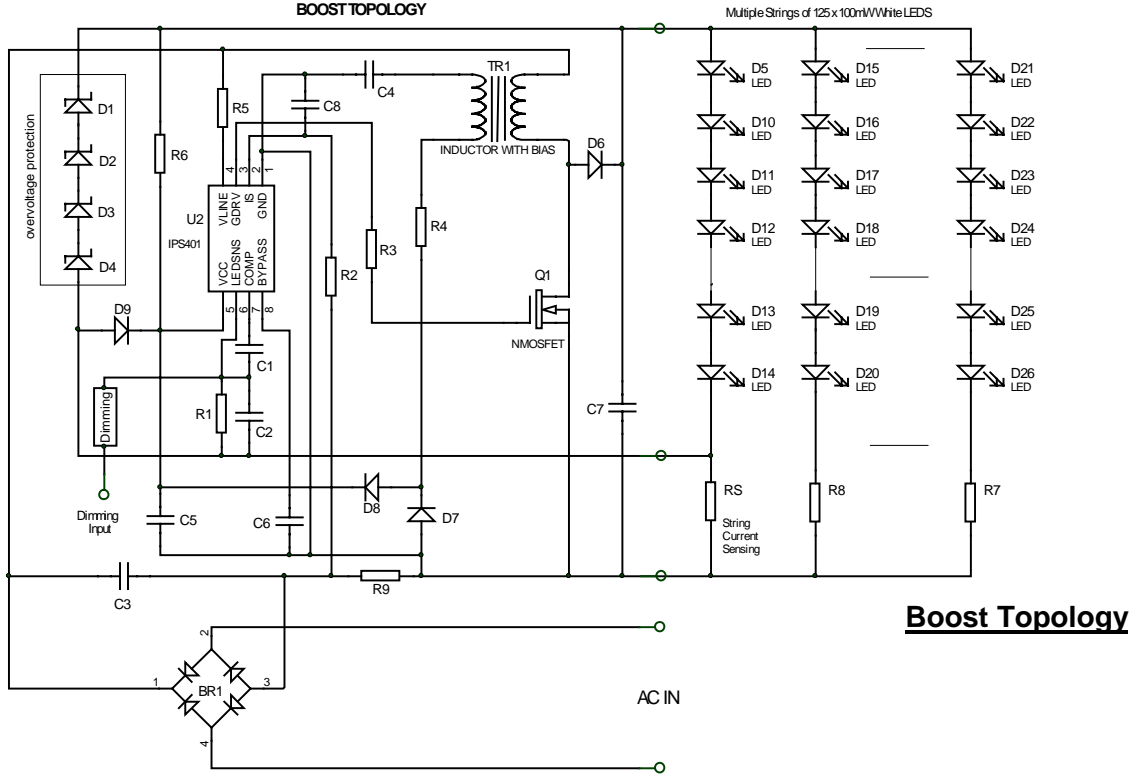 BOOST TOPOLOGY
Multiple Strings of 125 x 100mW White LEDS
overvoltage protection
D1
D2
D3
D4
R6
R5
C8
C4
TR1
INDUCTOR WITH BIAS
D6
4
3
2
1
U2
IPS401
VLINE
GDRV
IS
GND
VCC
LEDSNS
COMP
BYPASS
5
6
7
8
R4
R3
R2
Q1
NMOSFET
D9
C1
R1
C2
Dimming
Dimming
Input
C7
C5
C6
D8
D7
C3
R9
D5
LED
D15
LED
D21
LED
D10
LED
D16
LED
D22
LED
D11
LED
D17
LED
D23
LED
D12
LED
D18
LED
D24
LED
D13
LED
D19
LED
D25
LED
D14
LED
D20
LED
D26
LED
RS
String
Current
Sensing
R8
R7
Boost Topology
2
1
BR1
3
4
AC IN